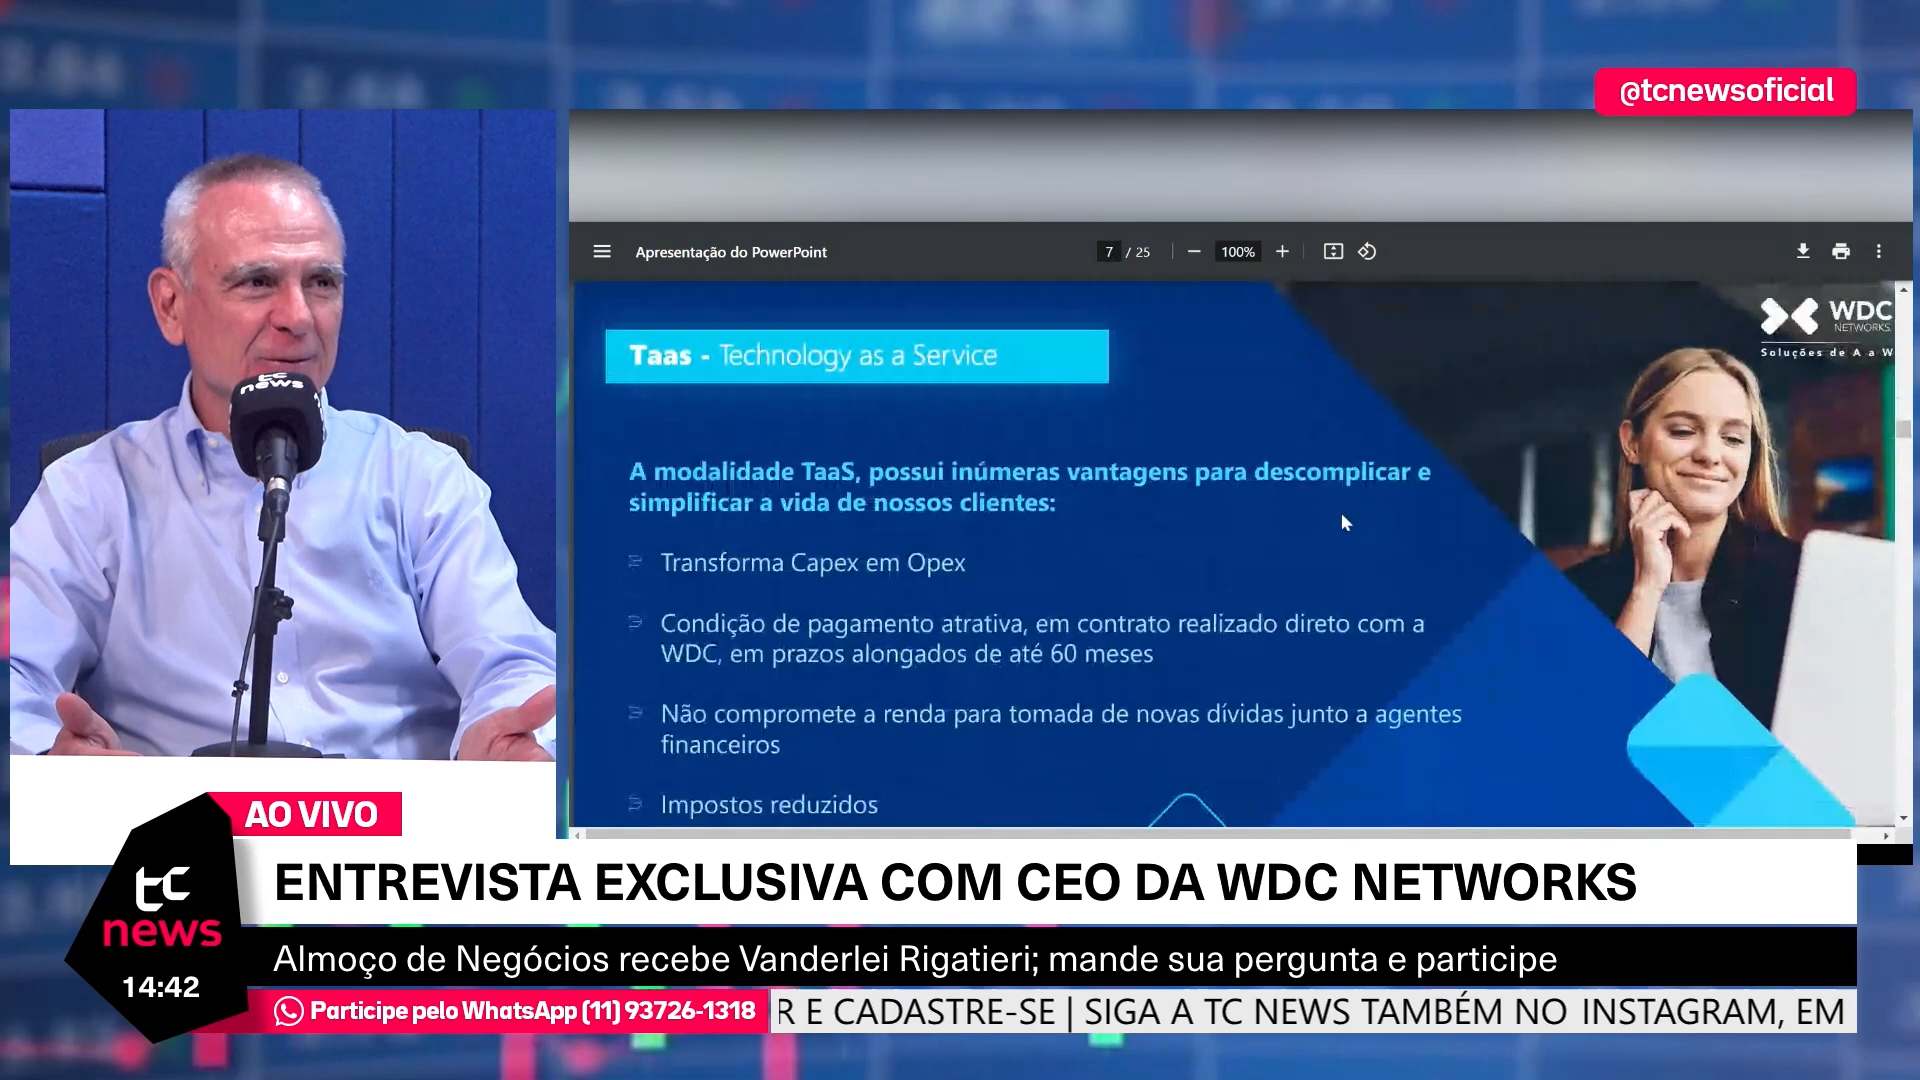 @tcnewsoficial
Apresentação do PowerPoint
7 / 25
100%
WDC
NETWORKS
Soluções de A a W
Taas - Technology as a Service
A modalidade TaaS, possui inúmeras vantagens para descomplicar e
simplificar a vida de nossos clientes:
Transforma Capex em Opex
Condição de pagamento atrativa, em contrato realizado direto com a
WDC, em prazos alongados de até 60 meses
Não compromete a renda para tomada de novas dívidas junto a agentes
financeiros
Impostos reduzidos
tc
news
AO VIVO
ENTREVISTA EXCLUSIVA COM CEO DA WDC NETWORKS
tc
news
Almoço de Negócios recebe Vanderlei Rigatieri; mande sua pergunta e participe
14:42
Participe pelo WhatsApp (11) 93726-1318
R E CADASTRE-SE | SIGA A TC NEWS TAMBÉM NO INSTAGRAM, EM